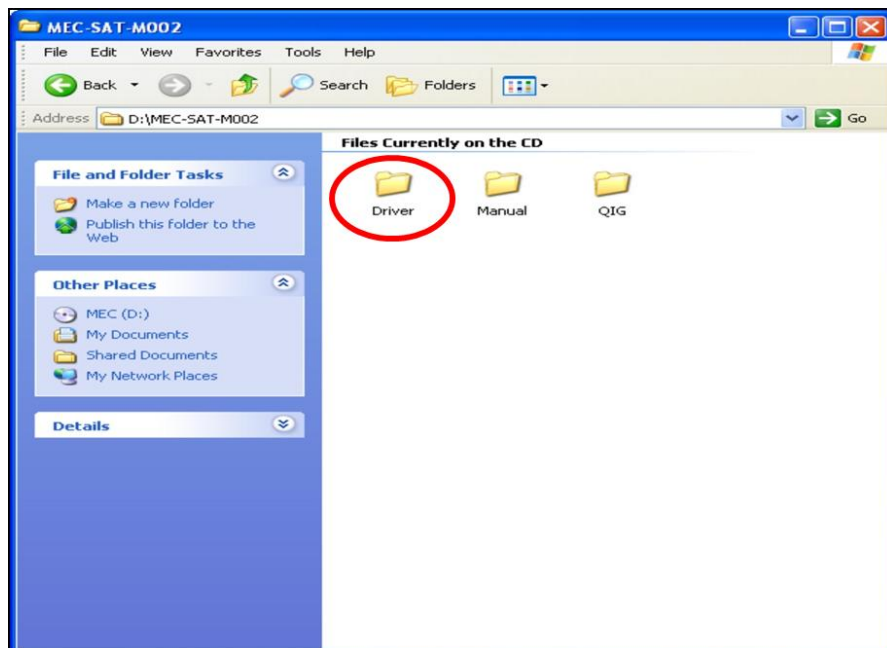 MEC-SAT-M002
File Edit View Favorites Tools Help
Back Search Folders
Address D:\MEC-SAT-M002 Go
Files Currently on the CD
File and Folder Tasks
Make a new folder
Publish this folder to the
Web
Other Places
MEC (D:)
My Documents
Shared Documents
My Network Places
Details
Driver Manual QIG